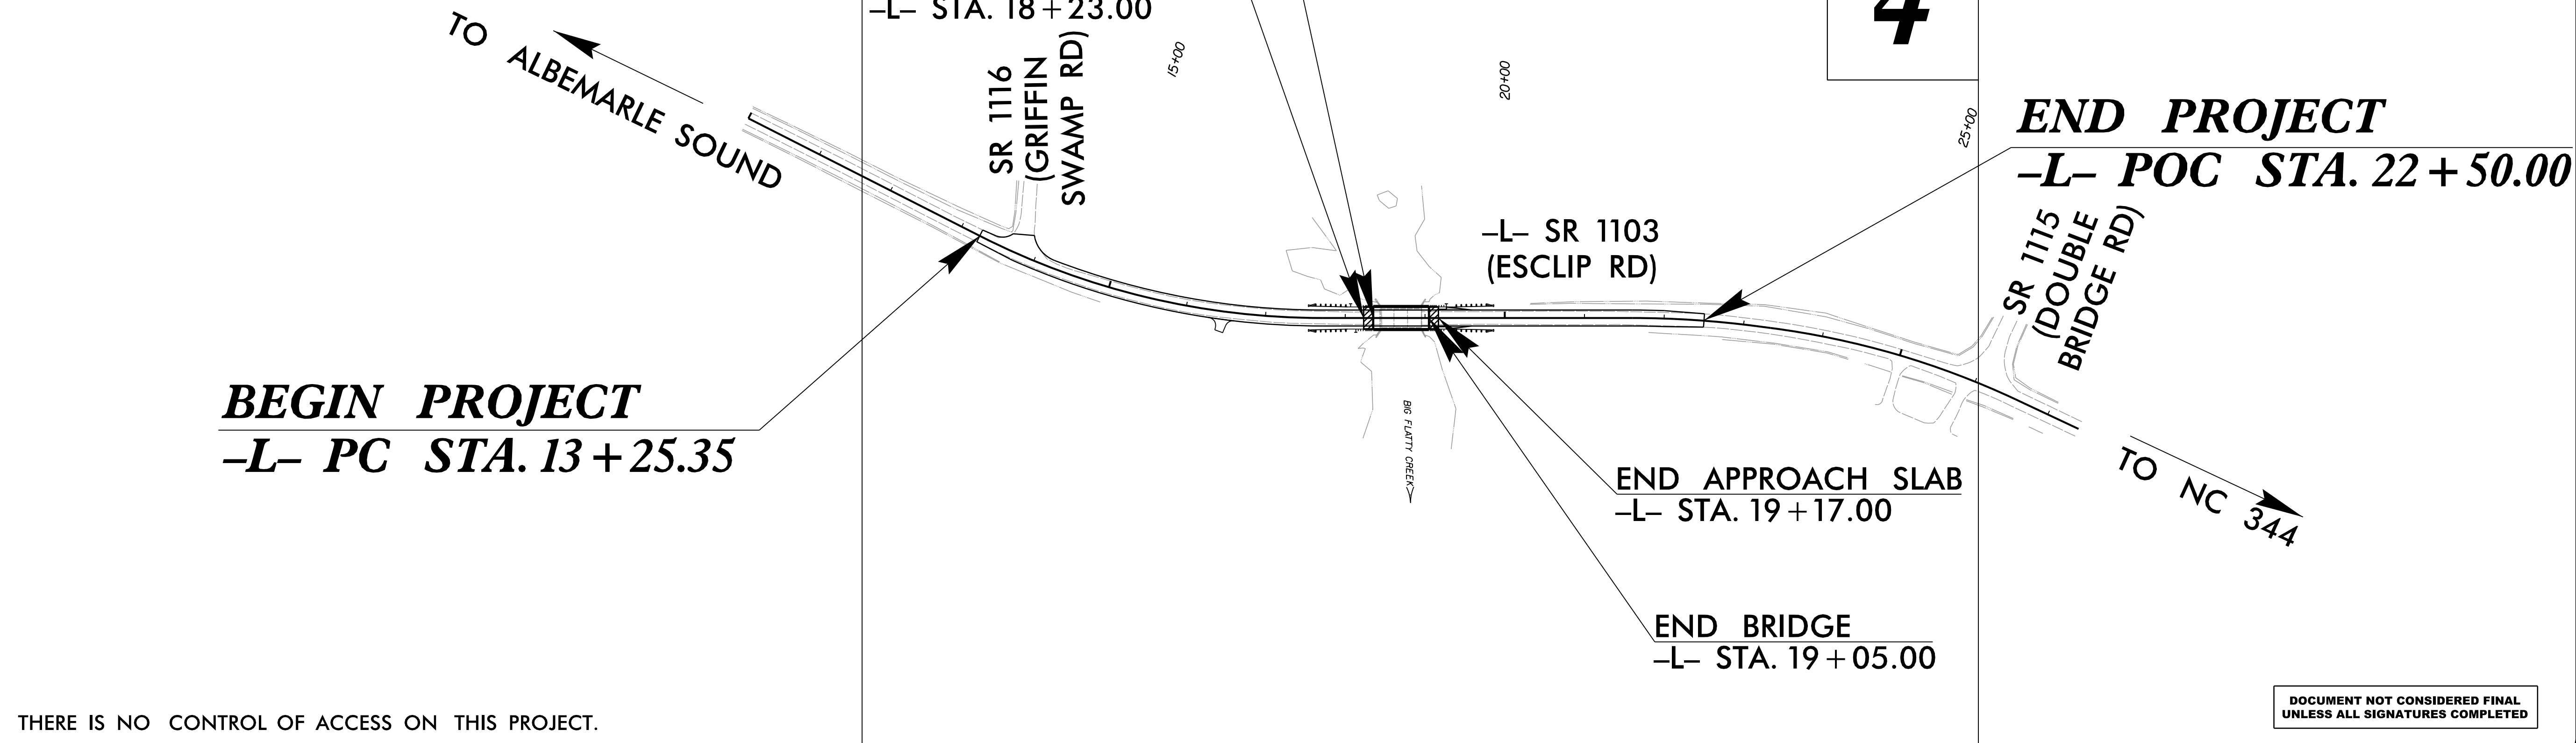 –L– STA. 18+23.00
4
TO ALBEMARLE SOUND
SR 1116
(GRIFFIN
SWAMP RD)
15+00
20+00
25+00
END PROJECT
–L– POC STA. 22+50.00
–L– SR 1103
(ESCLIP RD)
SR 1115
(DOUBLE
BRIDGE RD)
BEGIN PROJECT
–L– PC STA. 13+25.35
BIG FLATTY CREEK
END APPROACH SLAB
–L– STA. 19+17.00
TO NC 344
END BRIDGE
–L– STA. 19+05.00
THERE IS NO CONTROL OF ACCESS ON THIS PROJECT.
DOCUMENT NOT CONSIDERED FINAL
UNLESS ALL SIGNATURES COMPLETED